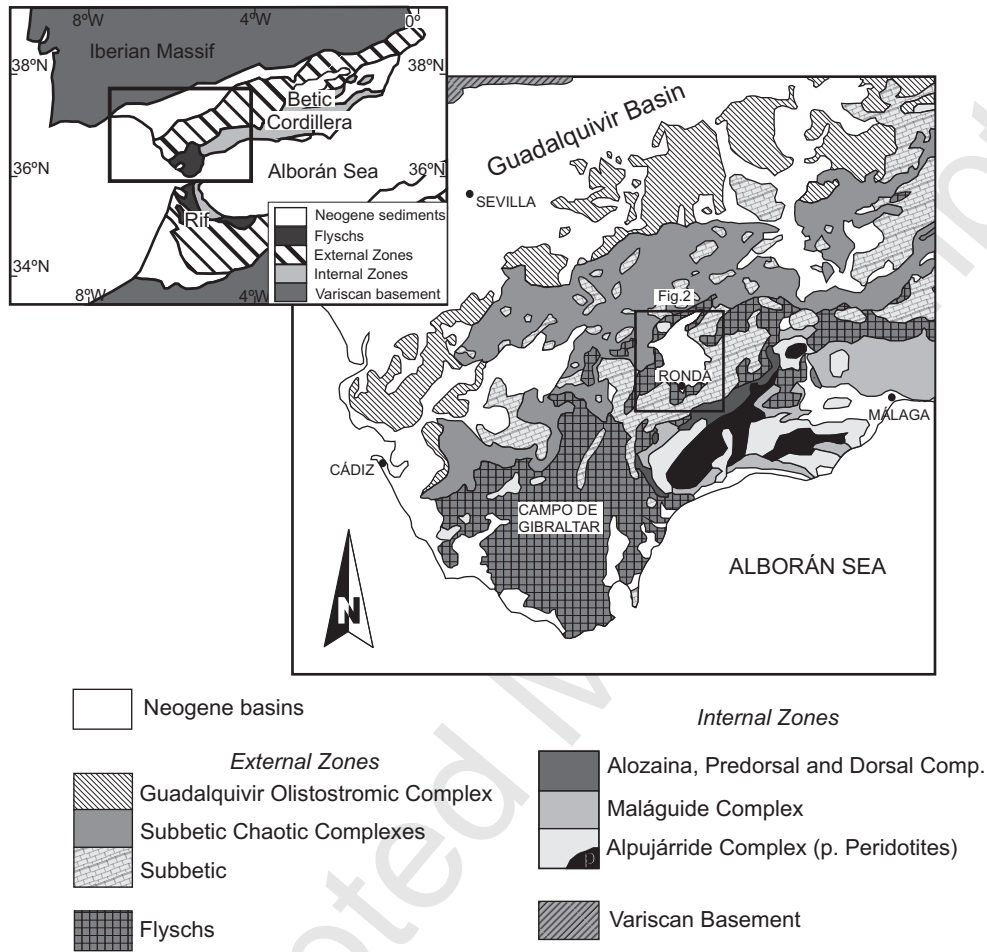 8ºW
4ºW
0º
Iberian Massif
38ºN
38ºN
Betic
Cordillera
Alborán Sea
36ºN
36ºN
Rif
34ºN
8ºW
4ºW
Neogene sediments
Flyschs
External Zones
Internal Zones
Variscan basement
Guadalquivir Basin
SEVILLA
Fig.2
RONDA
MÁLAGA
CÁDIZ
CAMPO DE
GIBRALTAR
ALBORÁN SEA
N
Neogene basins
External Zones
Guadalquivir Olistostromic Complex
Subbetic Chaotic Complexes
Subbetic
Flyschs
Internal Zones
Alozaina, Predorsal and Dorsal Comp.
Maláguide Complex
p
Alpujárride Complex (p. Peridotites)
Variscan Basement